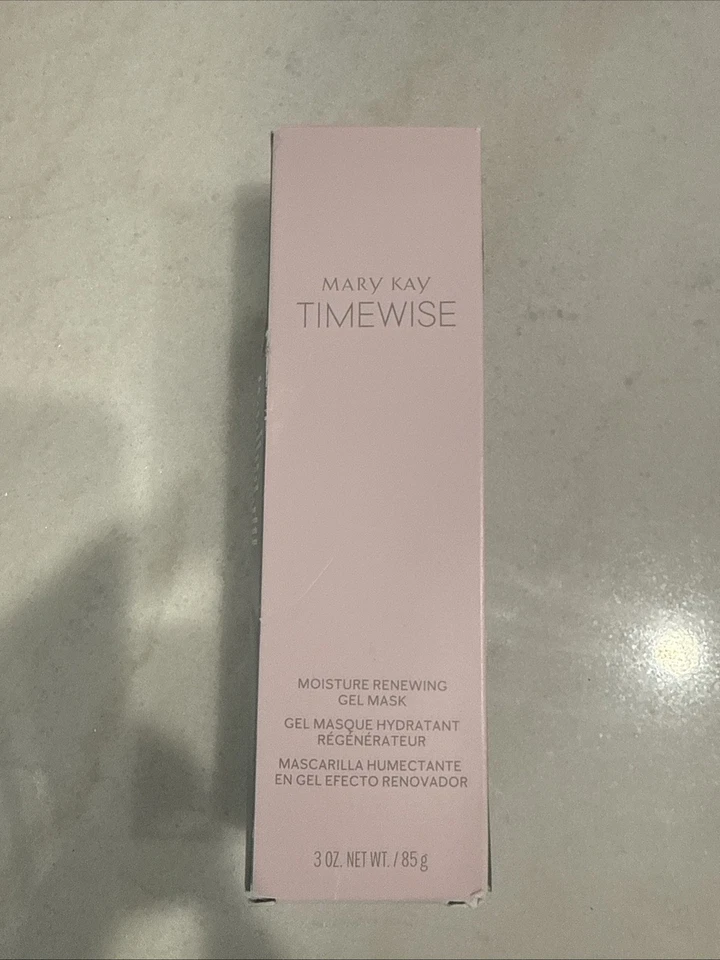 MARY KAY
TIMEWISE
MOISTURE RENEWING
GEL MASK
GEL MASQUE HYDRATANT
RÉGÉNÉRATEUR
MASCARILLA HUMECTANTE
EN GEL EFECTO RENOVADOR
3 OZ. NET WT. / 85 g